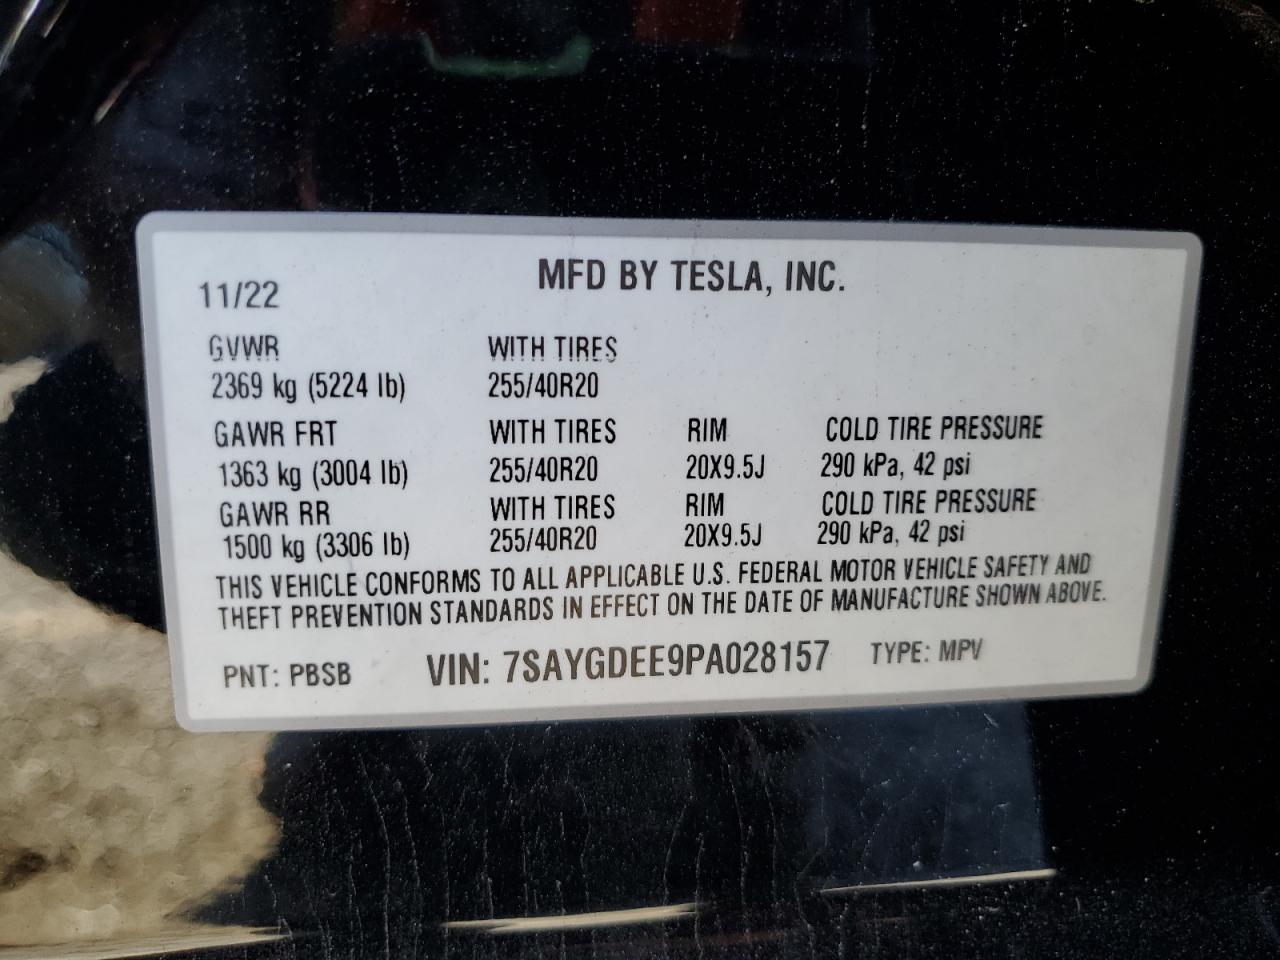 MFD BY TESLA, INC.
11/22
GVWR WITH TIRES
2369 kg (5224 lb) 255/40R20
GAWR FRT WITH TIRES RIM COLD TIRE PRESSURE
1363 kg (3004 lb) 255/40R20 20X9.5J 290 kPa, 42 psi
GAWR RR WITH TIRES RIM COLD TIRE PRESSURE
1500 kg (3306 lb) 255/40R20 20X9.5J 290 kPa, 42 psi
THIS VEHICLE CONFORMS TO ALL APPLICABLE U.S. FEDERAL MOTOR VEHICLE SAFETY AND
THEFT PREVENTION STANDARDS IN EFFECT ON THE DATE OF MANUFACTURE SHOWN ABOVE.
PNT: PBSB VIN: 7SAYGDEE9PA028157 TYPE: MPV